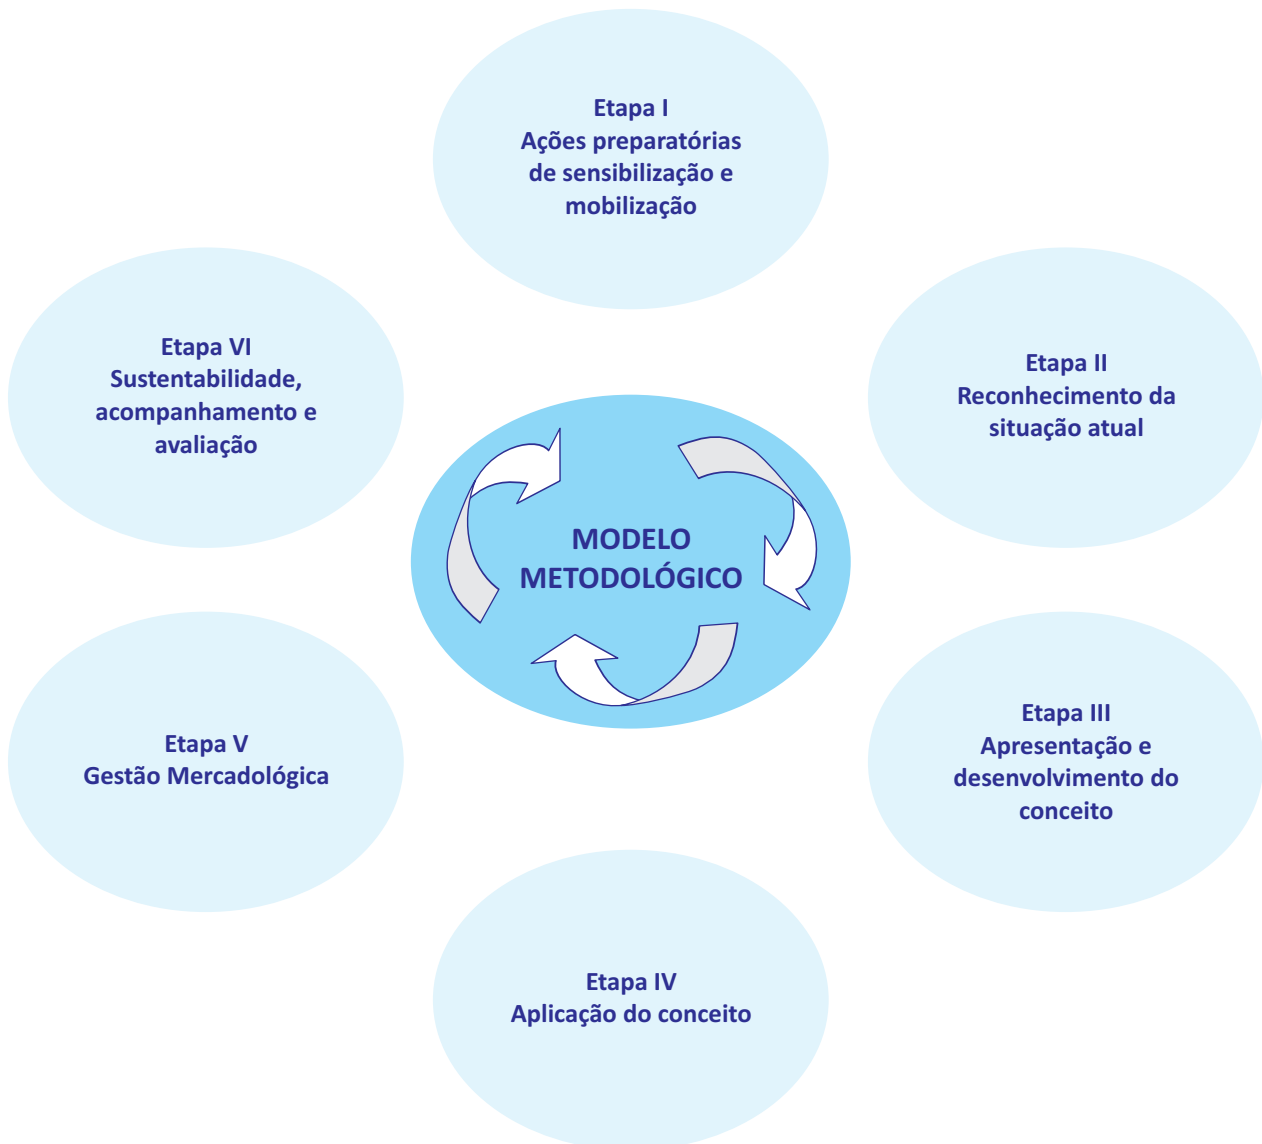 Etapa I
Ações preparatórias
de sensibilização e
mobilização
Etapa II
Reconhecimento da
situação atual
Etapa III
Apresentação e
desenvolvimento do
conceito
Etapa IV
Aplicação do conceito
Etapa V
Gestão Mercadológica
Etapa VI
Sustentabilidade,
acompanhamento e
avaliação
MODELO
METODOLÓGICO